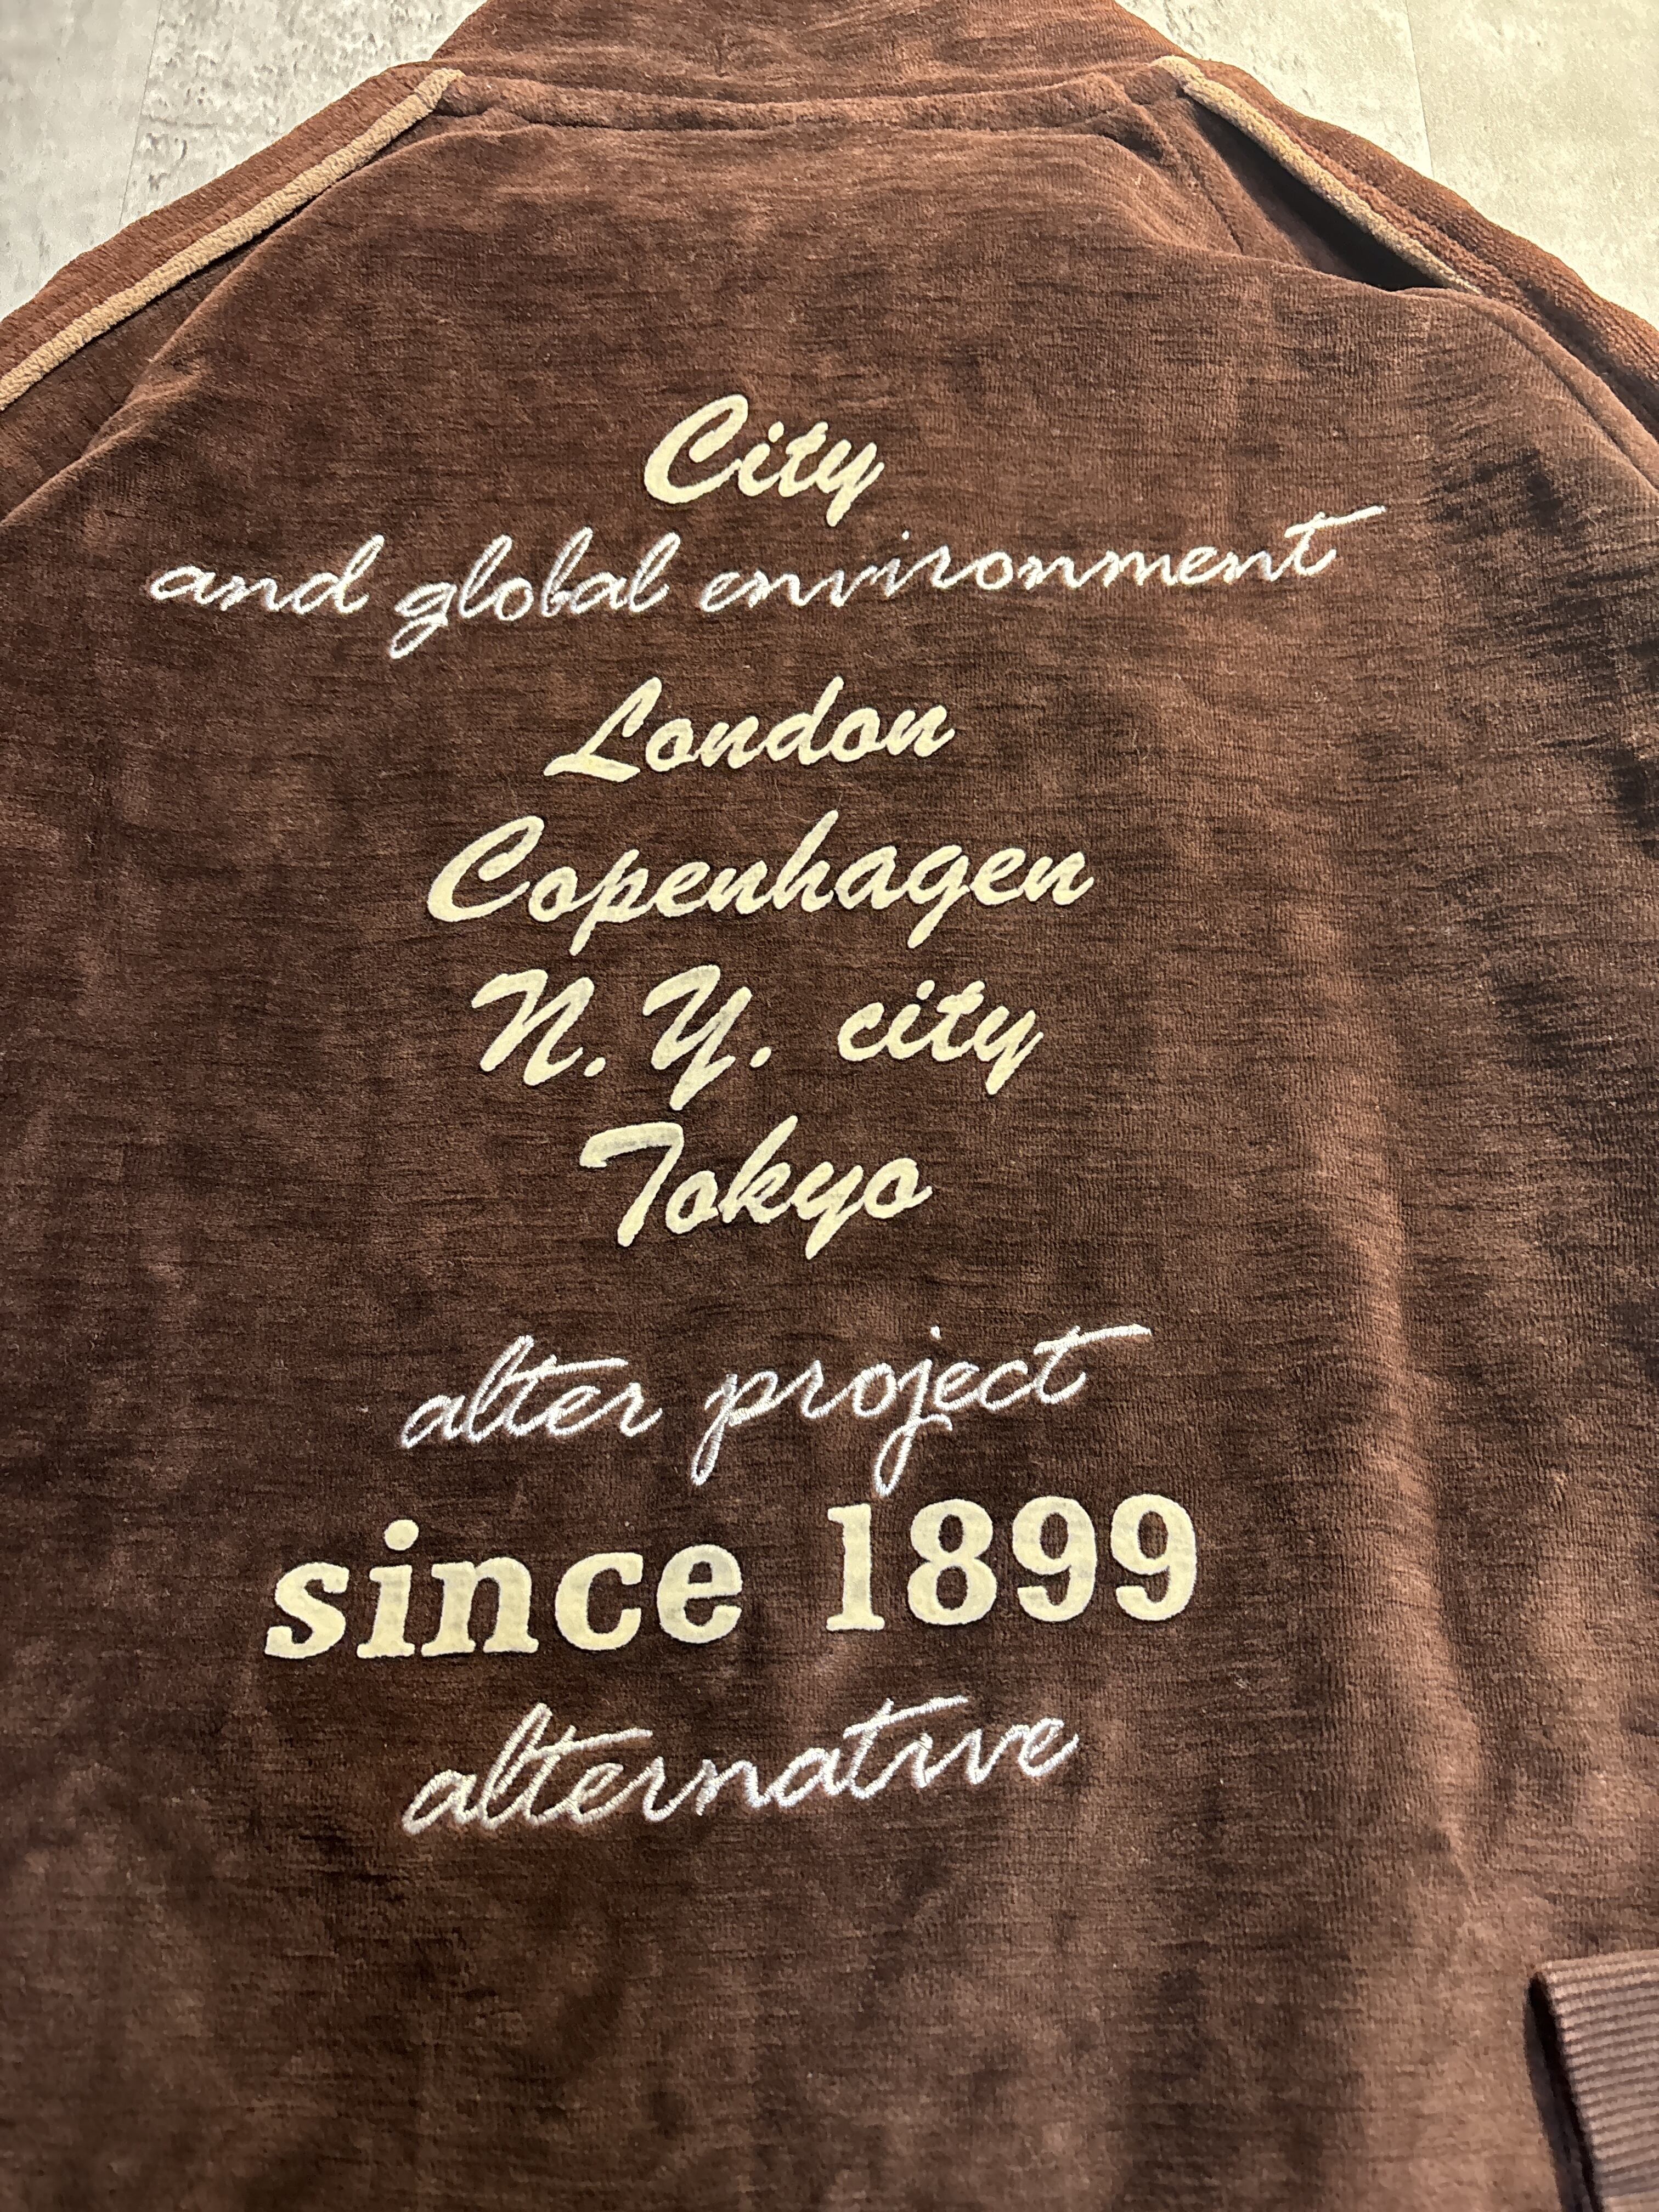 City
and global environment
London
Copenhagen
N.Y. city
Tokyo
alter project
since 1899
alternative